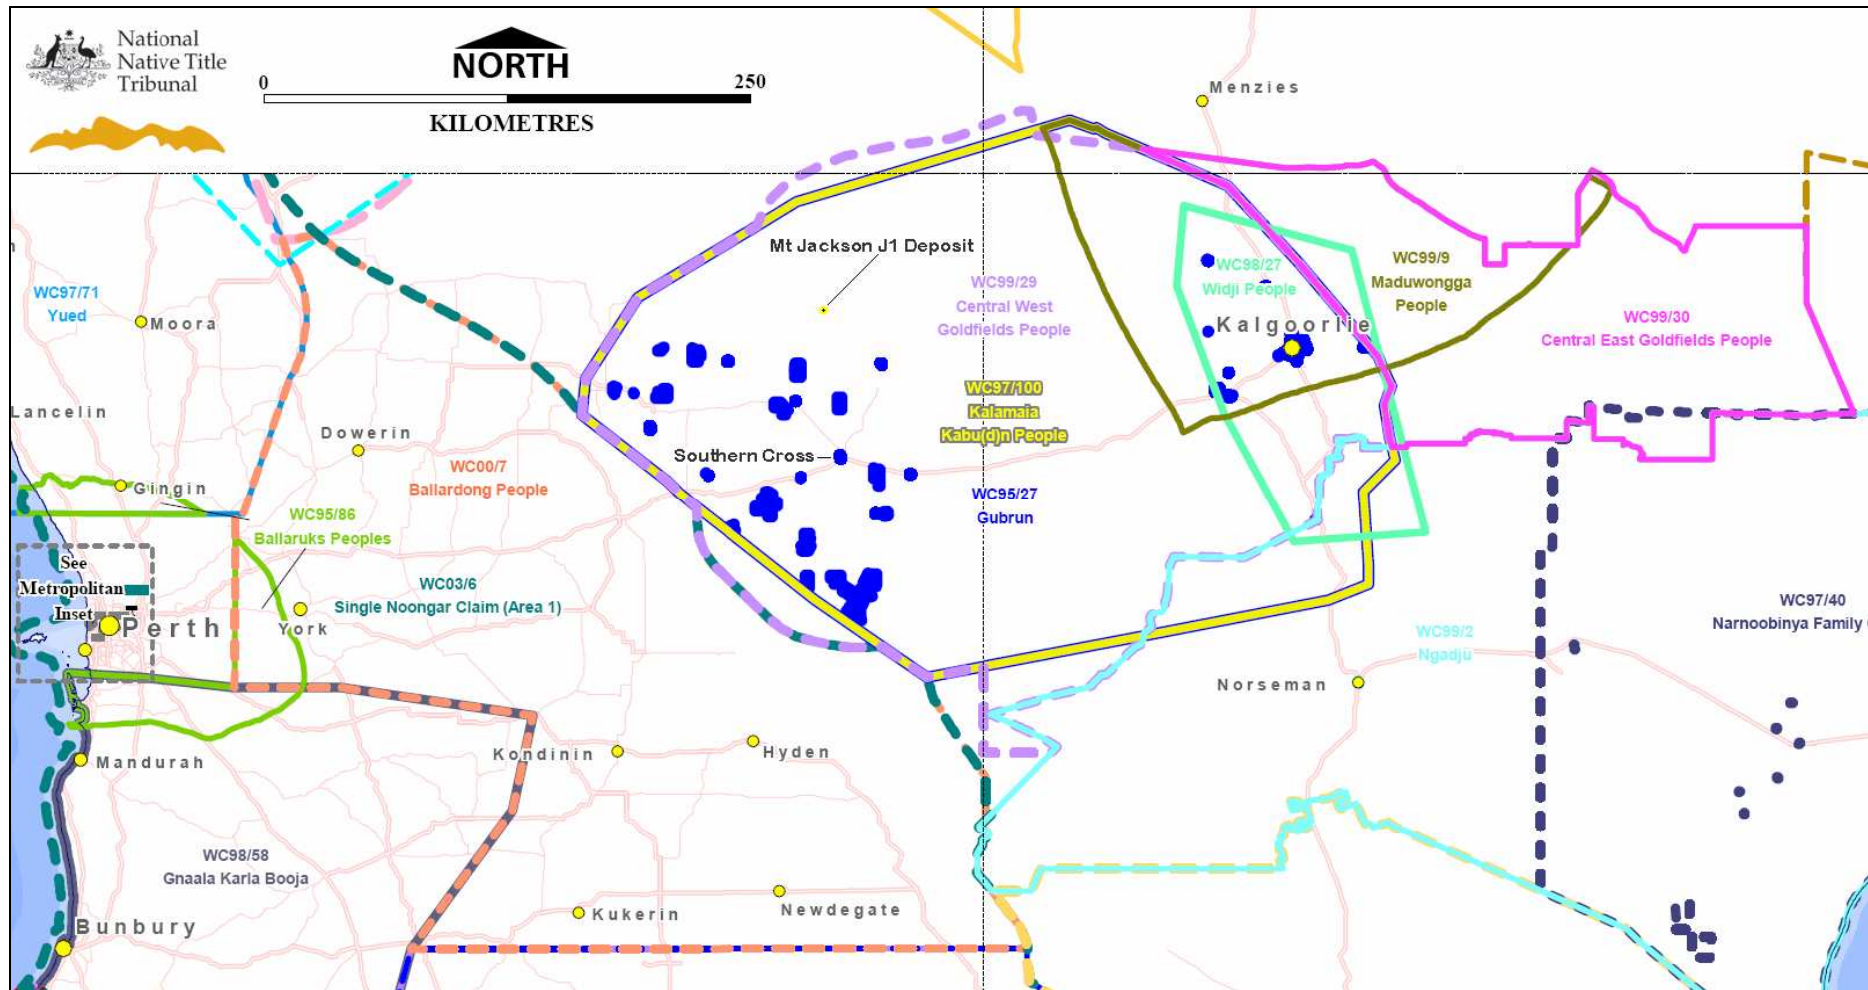 National
Native Title
Tribunal
NORTH
0
250
KILOMETRES
Menzies
Mt Jackson J1 Deposit
WC97/71
Yued
Moora
WC99/29
Central West
Goldfields People
WC98/27
Widji People
WC99/9
Maduwongga
People
Kalgoorlie
WC99/30
Central East Goldfields People
Lancelin
Dowerin
WC97/100
Kalamaia
Kabu(d)n People
Southern Cross
WC00/7
Ballardong People
Gingin
WC95/27
Gubrun
WC95/86
Ballaruks Peoples
See
Metropolitan
Inset
WC03/6
Single Noongar Claim (Area 1)
Perth
York
WC97/40
Narnoobinya Family
WC99/2
Ngadju
Norseman
Mandurah
Kondinin
Hyden
WC98/58
Gnaala Karla Booja
Bunbury
Kukerin
Newdegate